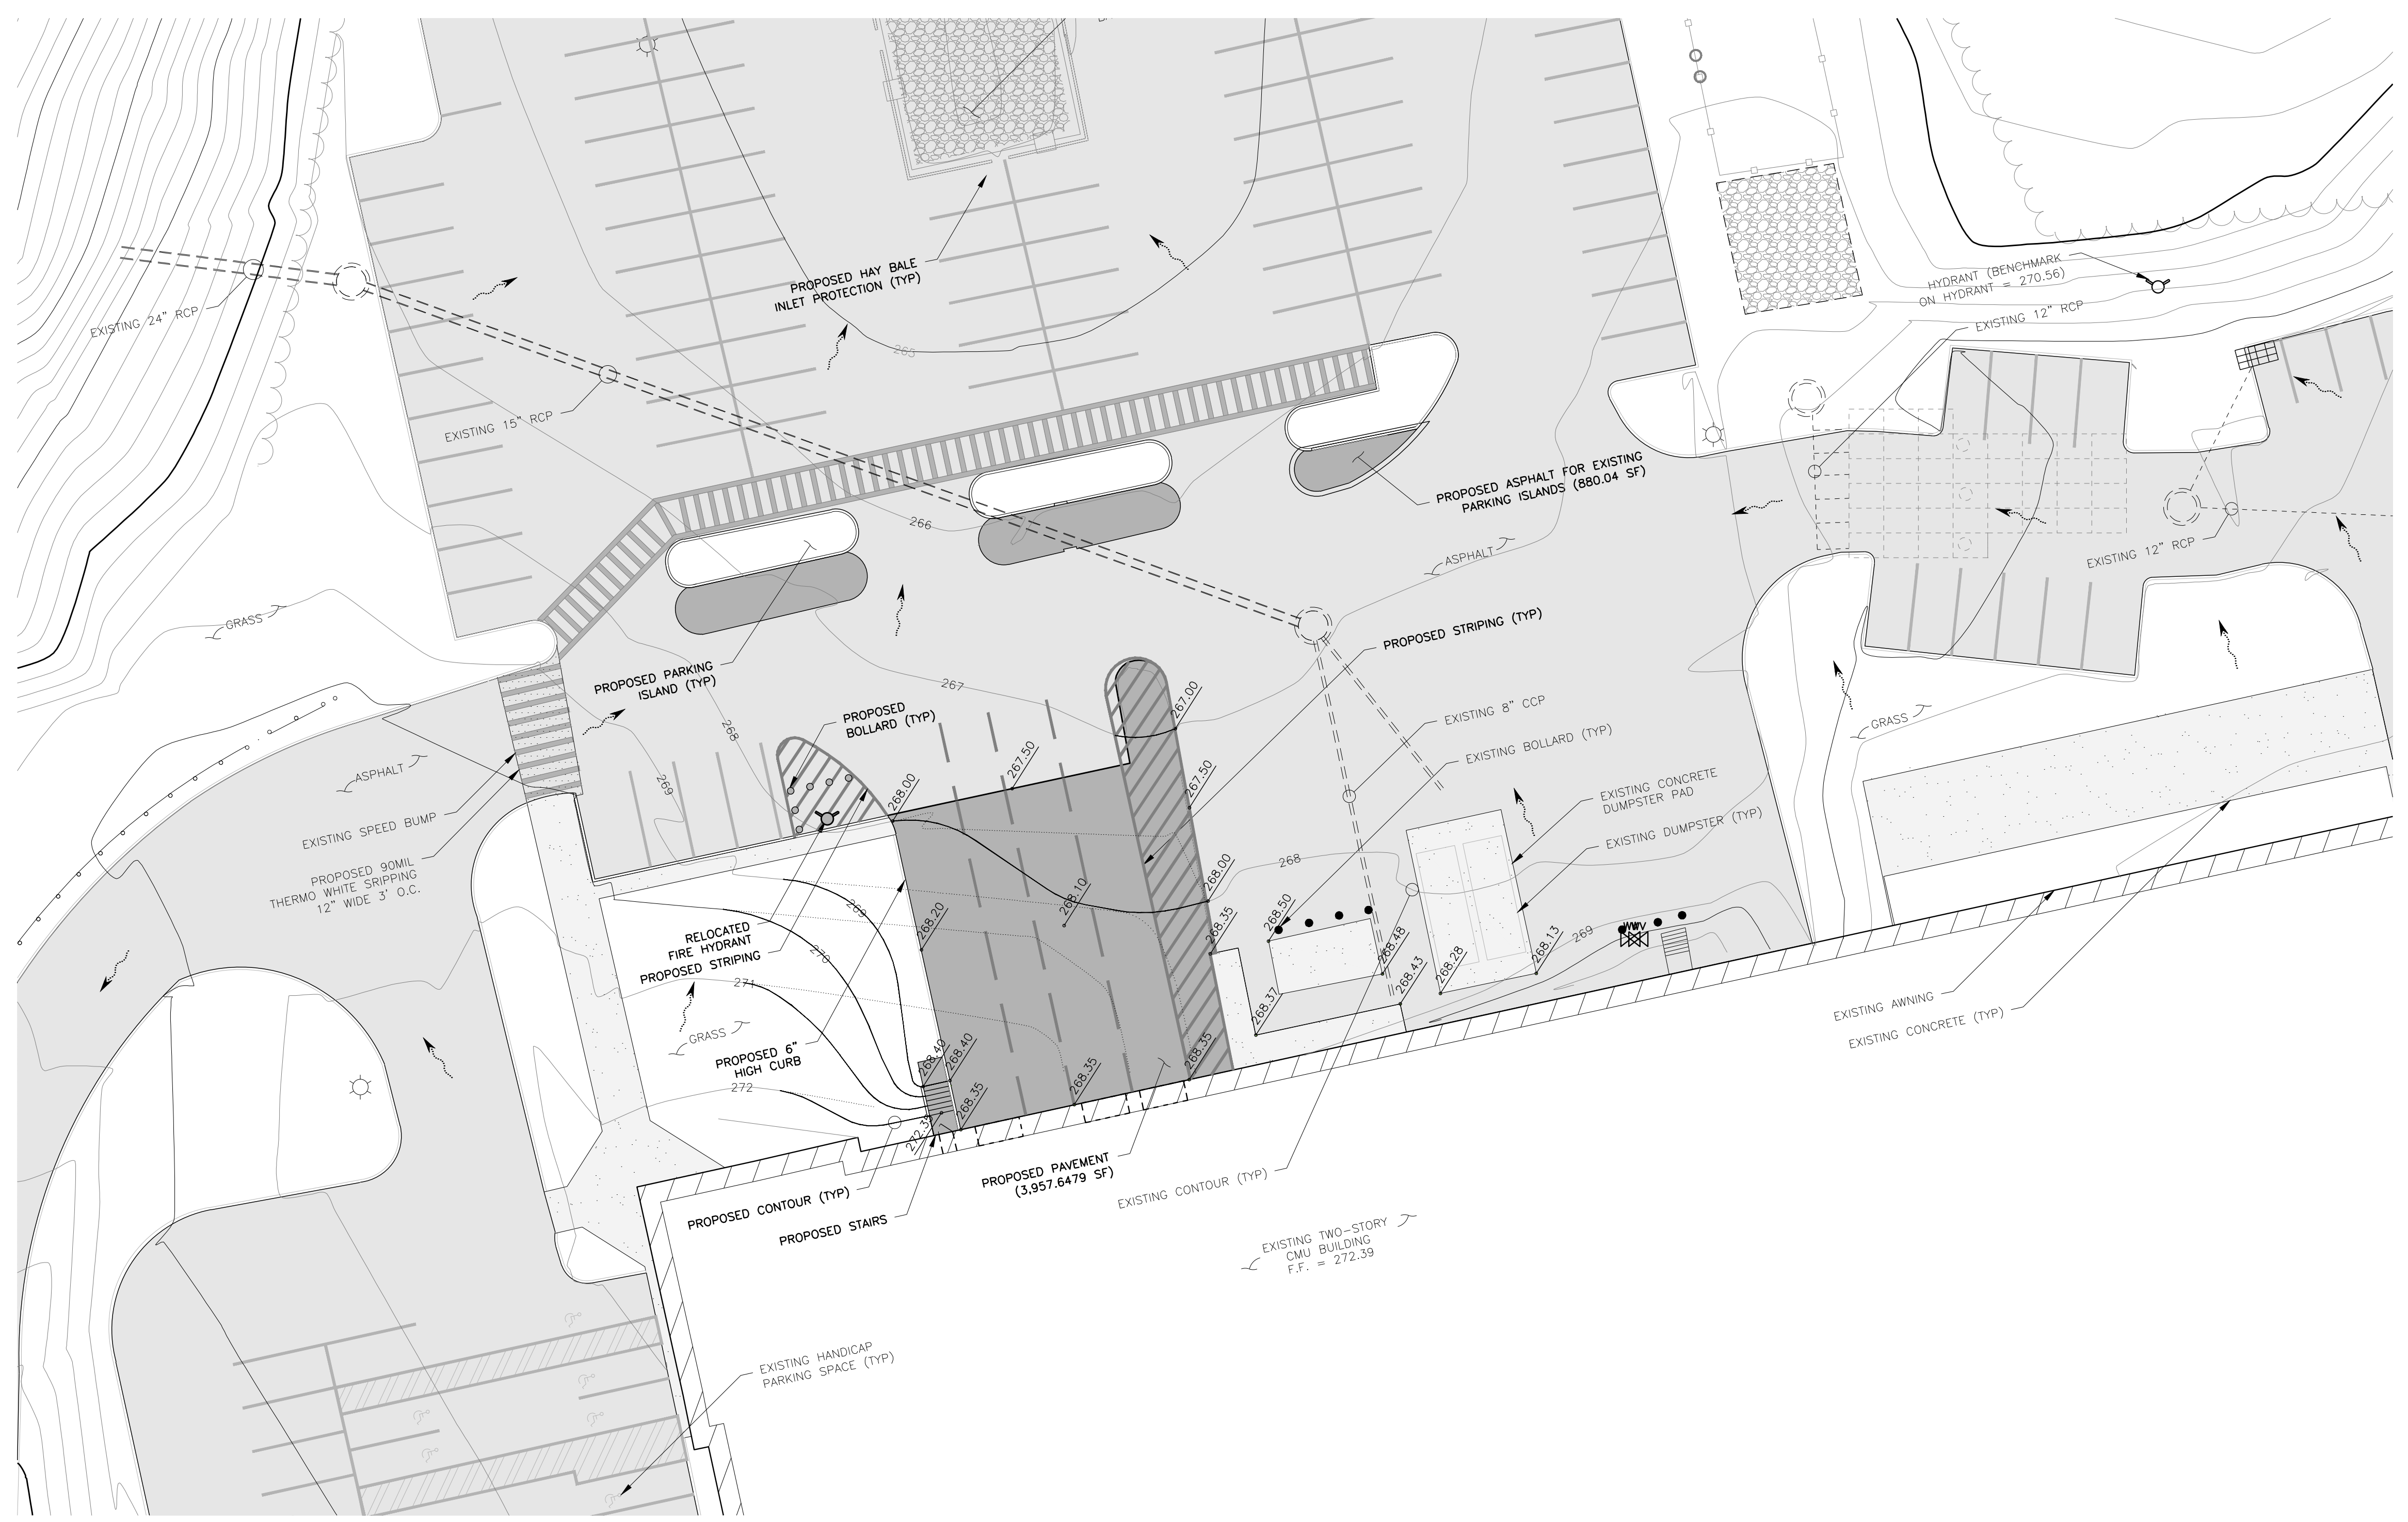 265
PROPOSED HAY BALE
INLET PROTECTION (TYP)
HYDRANT (BENCHMARK
ON HYDRANT = 270.56)
EXISTING 12" RCP
EXISTING 24" RCP
EXISTING 15" RCP
PROPOSED ASPHALT FOR EXISTING
PARKING ISLANDS (880.04 SF)
266
ASPHALT
EXISTING 12" RCP
GRASS
PROPOSED STRIPING (TYP)
PROPOSED PARKING
ISLAND (TYP)
267
267.00
268
PROPOSED
BOLLARD (TYP)
EXISTING 8" CCP
EXISTING BOLLARD (TYP)
GRASS
ASPHALT
269
268.00
267.50
267.50
EXISTING CONCRETE
DUMPSTER PAD
EXISTING DUMPSTER (TYP)
EXISTING SPEED BUMP
PROPOSED 90MIL
THERMO WHITE SRIPPING
12" WIDE 3' O.C.
268
268.00
269
268.20
268.10
268.35
268.50
268.48
269
268.13
RELOCATED
FIRE HYDRANT
PROPOSED STRIPING
270
271
268.43
268.28
268.37
GRASS
PROPOSED 6"
HIGH CURB
272
268.40
268.40
268.35
268.35
268.35
272.35
EXISTING AWNING
EXISTING CONCRETE (TYP)
PROPOSED PAVEMENT
(3,957.6479 SF)
EXISTING CONTOUR (TYP)
PROPOSED CONTOUR (TYP)
PROPOSED STAIRS
EXISTING TWO-STORY
CMU BUILDING
F.F. = 272.39
EXISTING HANDICAP
PARKING SPACE (TYP)